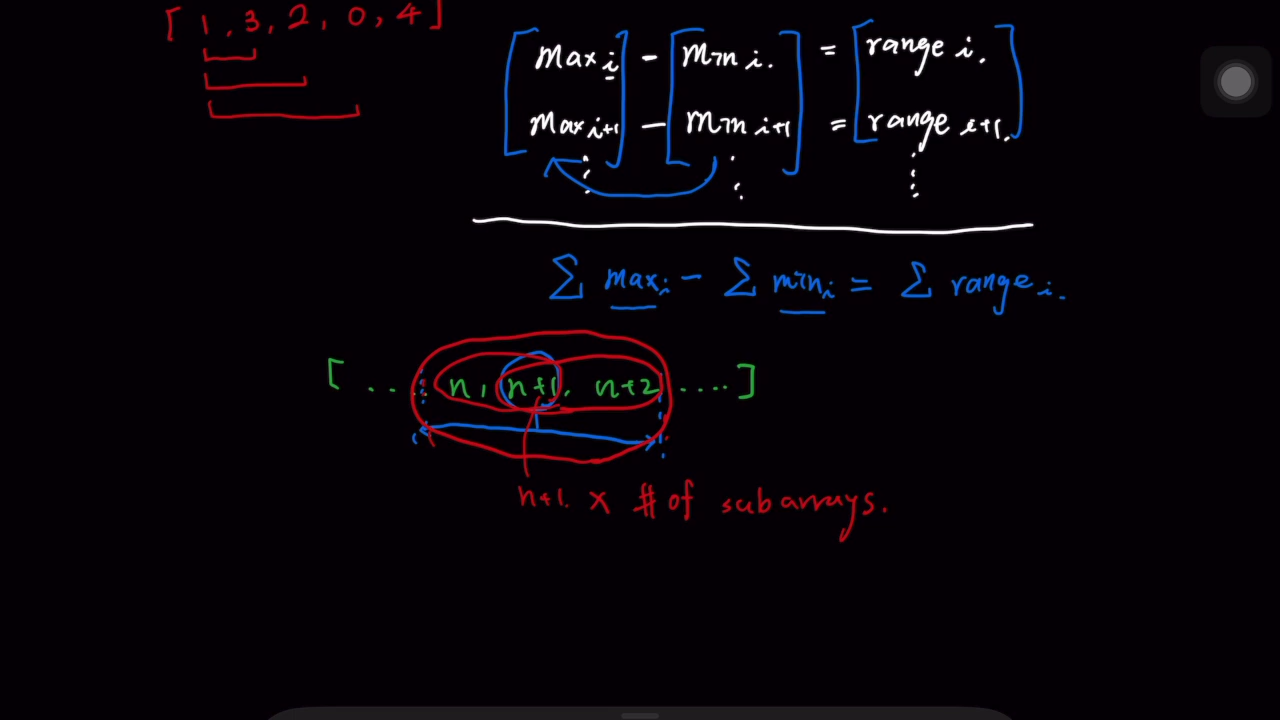 [ 1, 3, 2, 0, 4 ]
[ max i ] - [ min i. ] = [ range i. ]
[ max i+1 ] - [ min i+1 ] = [ range i+1. ]
⋮ ⋮ ⋮
Σ max i - Σ min i = Σ range i.
[ .... n, n+1, n+2 .... ]
n+1. × # of subarrays.